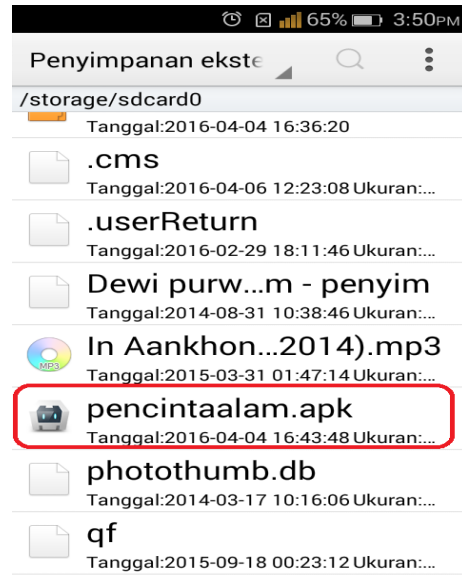 65% 3:50PM
Penyimpanan ekste
/storage/sdcard0
Tanggal:2016-04-04 16:36:20
.cms
Tanggal:2016-04-06 12:23:08 Ukuran:...
.userReturn
Tanggal:2016-02-29 18:11:46 Ukuran:...
Dewi purw...m - penyim
Tanggal:2014-08-31 10:38:46 Ukuran:...
In Aankhon...2014).mp3
MP3
Tanggal:2015-03-31 01:47:14 Ukuran:...
pencintaalam.apk
Tanggal:2016-04-04 16:43:48 Ukuran:...
photothumb.db
Tanggal:2014-03-17 10:16:06 Ukuran:...
qf
Tanggal:2015-09-18 00:23:12 Ukuran:...